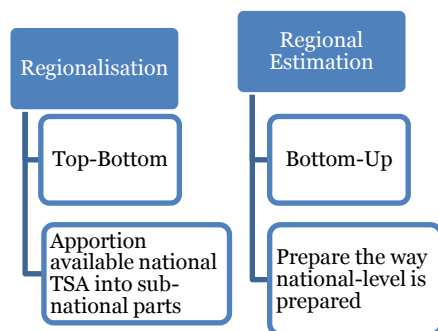 Regionalisation
Top-Bottom
Apportion
available national
TSA into sub-
national parts
Regional
Estimation
Bottom-Up
Prepare the way
national-level is
prepared